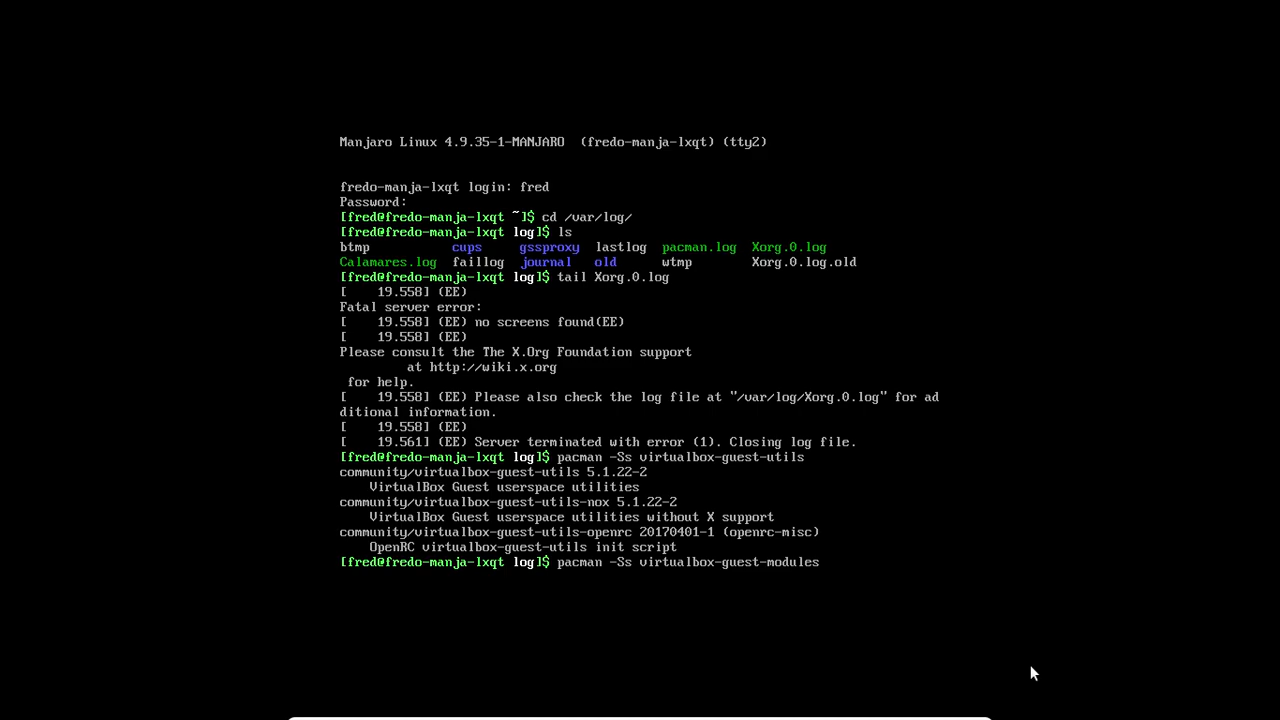 Manjaro Linux 4.9.35-1-MANJARO  (fredo-manja-lxqt) (tty2)
fredo-manja-lxqt login: fred
Password:
[fred@fredo-manja-lxqt ~]$ cd /var/log/
[fred@fredo-manja-lxqt log]$ ls
btmp           cups     gssproxy  lastlog  pacman.log  Xorg.0.log
Calamares.log  faillog  journal   old      wtmp        Xorg.0.log.old
[fred@fredo-manja-lxqt log]$ tail Xorg.0.log
[    19.558] (EE)
Fatal server error:
[    19.558] (EE) no screens found(EE)
[    19.558] (EE)
Please consult the The X.Org Foundation support
         at http://wiki.x.org
 for help.
[    19.558] (EE) Please also check the log file at "/var/log/Xorg.0.log" for ad
ditional information.
[    19.558] (EE)
[    19.561] (EE) Server terminated with error (1). Closing log file.
[fred@fredo-manja-lxqt log]$ pacman -Ss virtualbox-guest-utils
community/virtualbox-guest-utils 5.1.22-2
    VirtualBox Guest userspace utilities
community/virtualbox-guest-utils-nox 5.1.22-2
    VirtualBox Guest userspace utilities without X support
community/virtualbox-guest-utils-openrc 20170401-1 (openrc-misc)
    OpenRC virtualbox-guest-utils init script
[fred@fredo-manja-lxqt log]$ pacman -Ss virtualbox-guest-modules